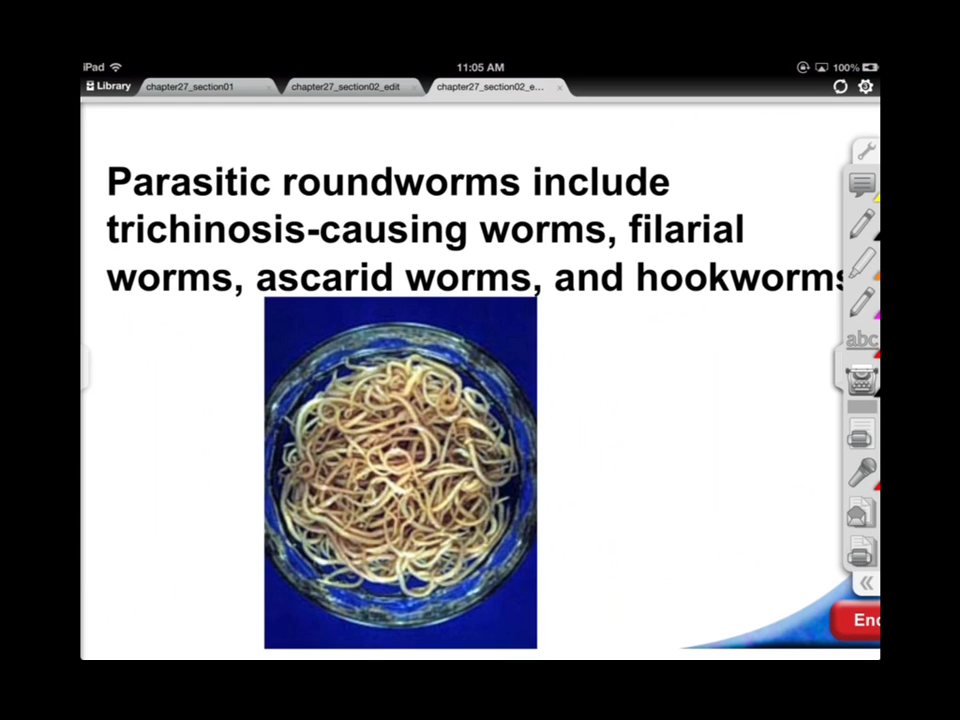 iPad
11:05 AM
100%
Library
chapter27_section01
chapter27_section02_edit
chapter27_section02_e...
Parasitic roundworms include
trichinosis-causing worms, filarial
worms, ascarid worms, and hookworms
abc
End